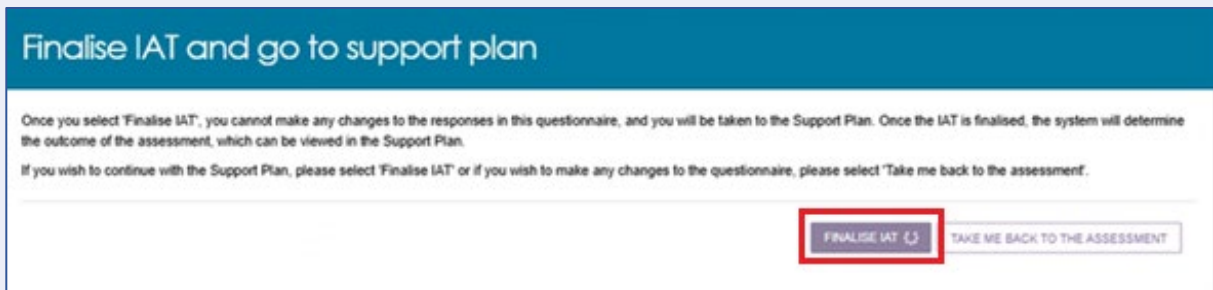 Finalise IAT and go to support plan
Once you select 'Finalise IAT', you cannot make any changes to the responses in this questionnaire, and you will be taken to the Support Plan. Once the IAT is finalised, the system will determine
the outcome of the assessment, which can be viewed in the Support Plan.
If you wish to continue with the Support Plan, please select 'Finalise IAT' or if you wish to make any changes to the questionnaire, please select 'Take me back to the assessment'.
FINALISE IAT TAKE ME BACK TO THE ASSESSMENT